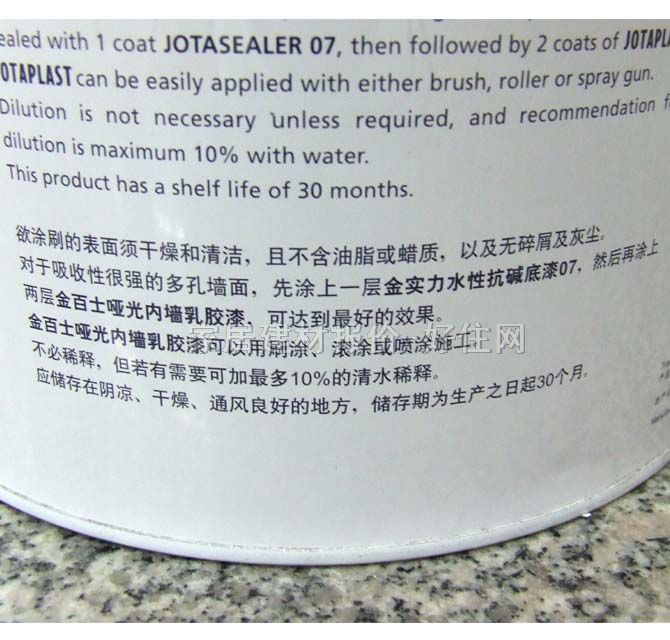 ealed with 1 coat JOTASEALER 07, then followed by 2 coats of JOTAPLA
OTAPLAST can be easily applied with either brush, roller or spray gun.
Dilution is not necessary unless required, and recommendation f
dilution is maximum 10% with water.
This product has a shelf life of 30 months.
欲涂刷的表面须干燥和清洁，且不含油脂或蜡质，以及无碎屑及灰尘。
对于吸收性很强的多孔墙面，先涂上一层金实力水性抗碱底漆07，然后再涂上
两层金百士哑光内墙乳胶漆，可达到最好的效果。
金百士哑光内墙乳胶漆可以用刷涂、滚涂或喷涂施工
家居建材 好住网
不必稀释，但若有需要可加最多10%的清水稀释。
应储存在阴凉、干燥、通风良好的地方，储存期为生产之日起30个月。